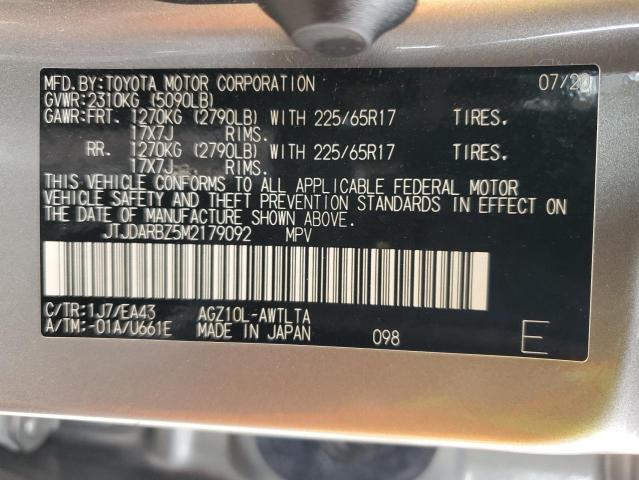 MFD.BY:TOYOTA MOTOR CORPORATION 07/20
GVWR:2310KG (5090LB)
GAWR:FRT. 1270KG (2790LB) WITH 225/65R17 TIRES.
17X7J RIMS.
RR. 1270KG (2790LB) WITH 225/65R17 TIRES.
17X7J RIMS.
THIS VEHICLE CONFORMS TO ALL APPLICABLE FEDERAL MOTOR
VEHICLE SAFETY AND THEFT PREVENTION STANDARDS IN EFFECT ON
THE DATE OF MANUFACTURE SHOWN ABOVE.
JTJDARBZ5M2179092 MPV
C/TR:1J7/EA43 AGZ10L-AWTLTA
A/TM:-01A/U661E MADE IN JAPAN 098 E